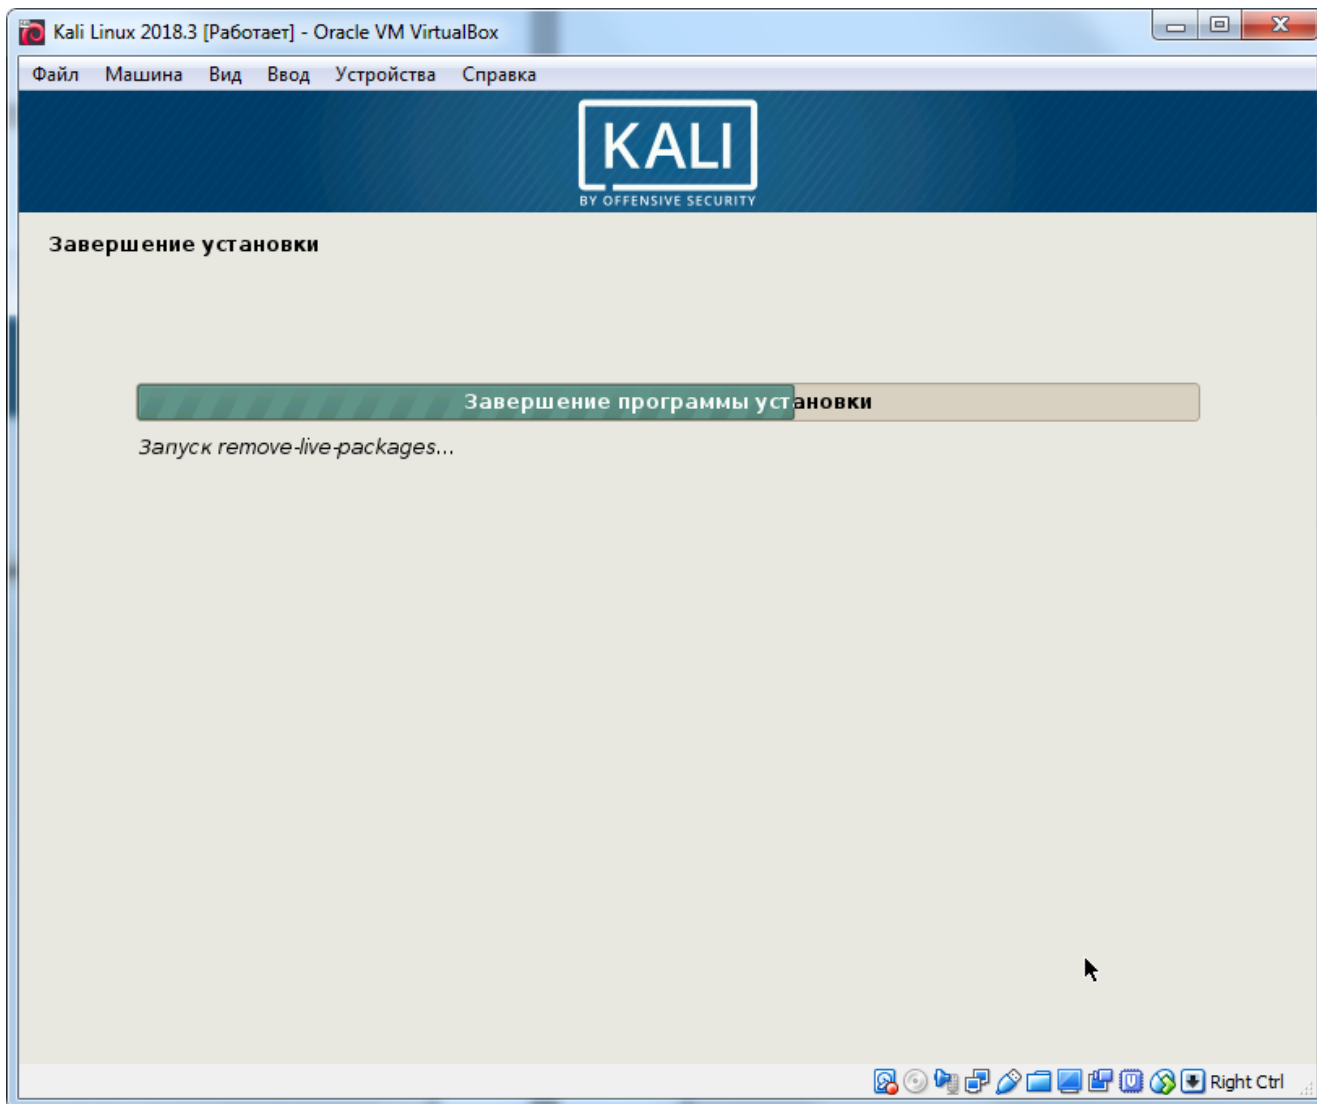 Kali Linux 2018.3 [Работает] - Oracle VM VirtualBox
Файл Машина Вид Ввод Устройства Справка
KALI
BY OFFENSIVE SECURITY
Завершение установки
Завершение программы установки
Запуск remove-live-packages...
Right Ctrl